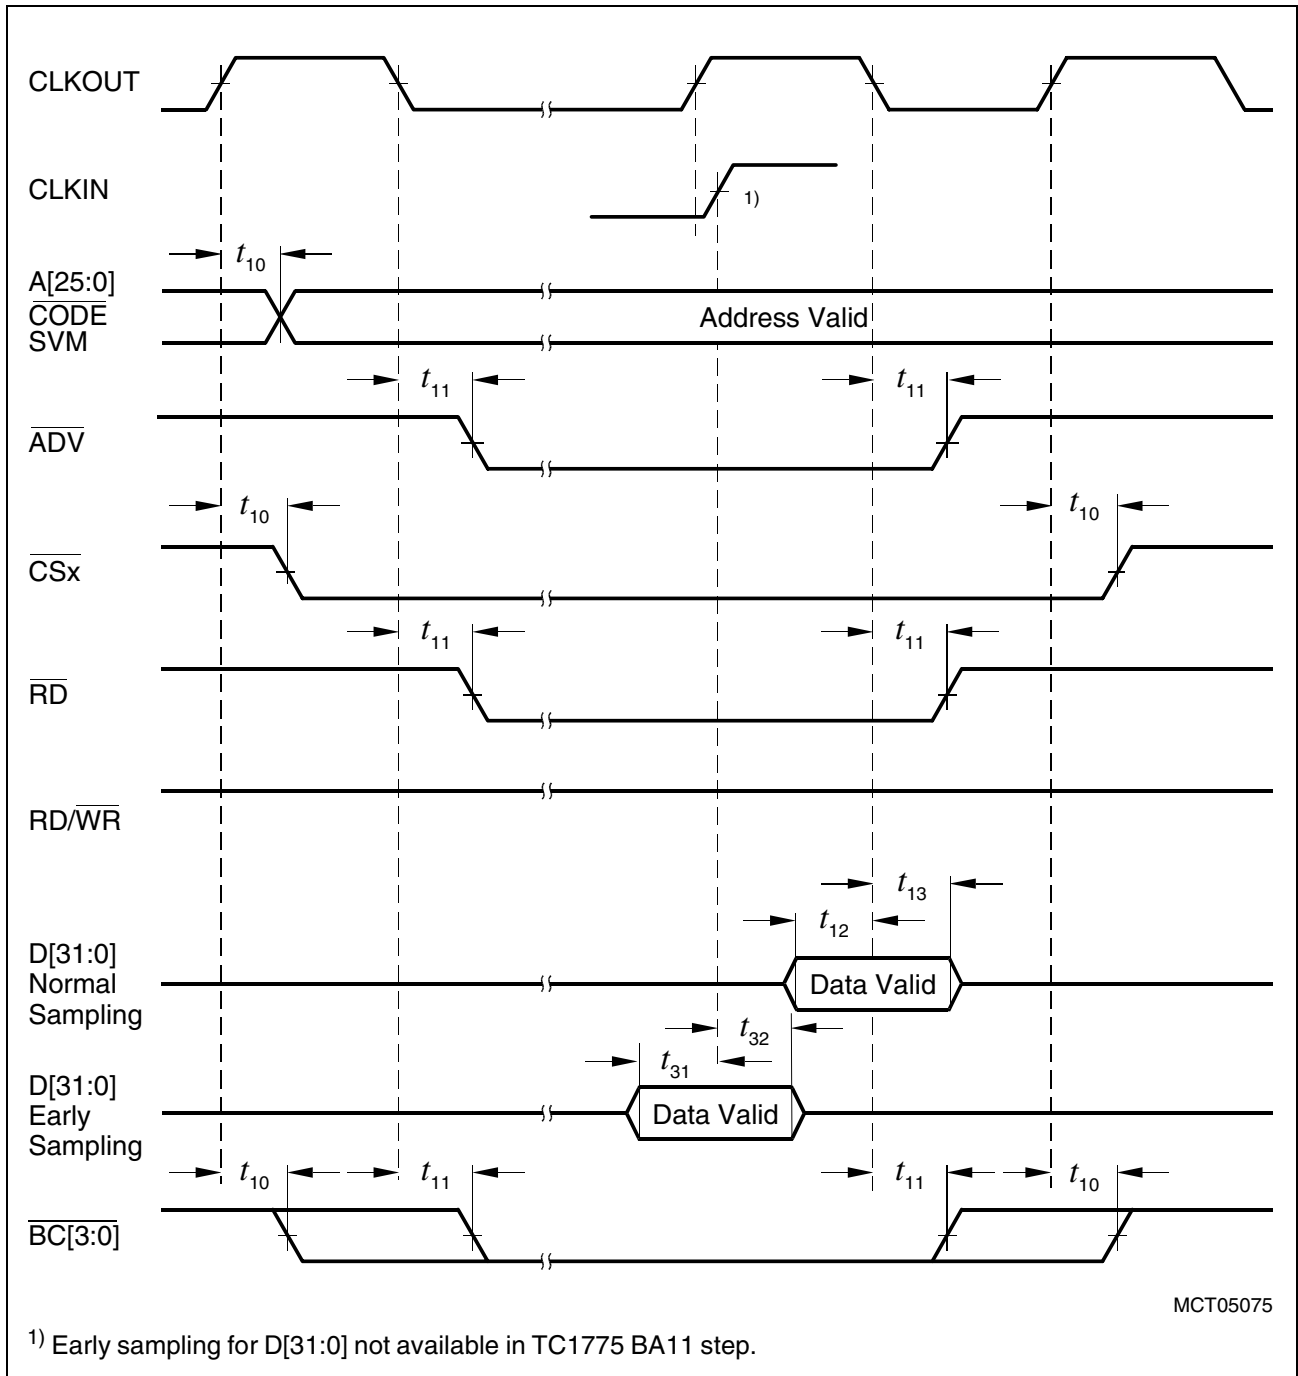 CLKOUT
CLKIN
1)
t10
A[25:0]
CODE
SVM
Address Valid
t11 t11
ADV
t10 t10
CSx
t11 t11
RD
RD/WR
t13
t12
D[31:0]
Normal
Sampling
Data Valid
t32
t31
D[31:0]
Early
Sampling
Data Valid
t10 t11 t11 t10
BC[3:0]
MCT05075
1) Early sampling for D[31:0] not available in TC1775 BA11 step.